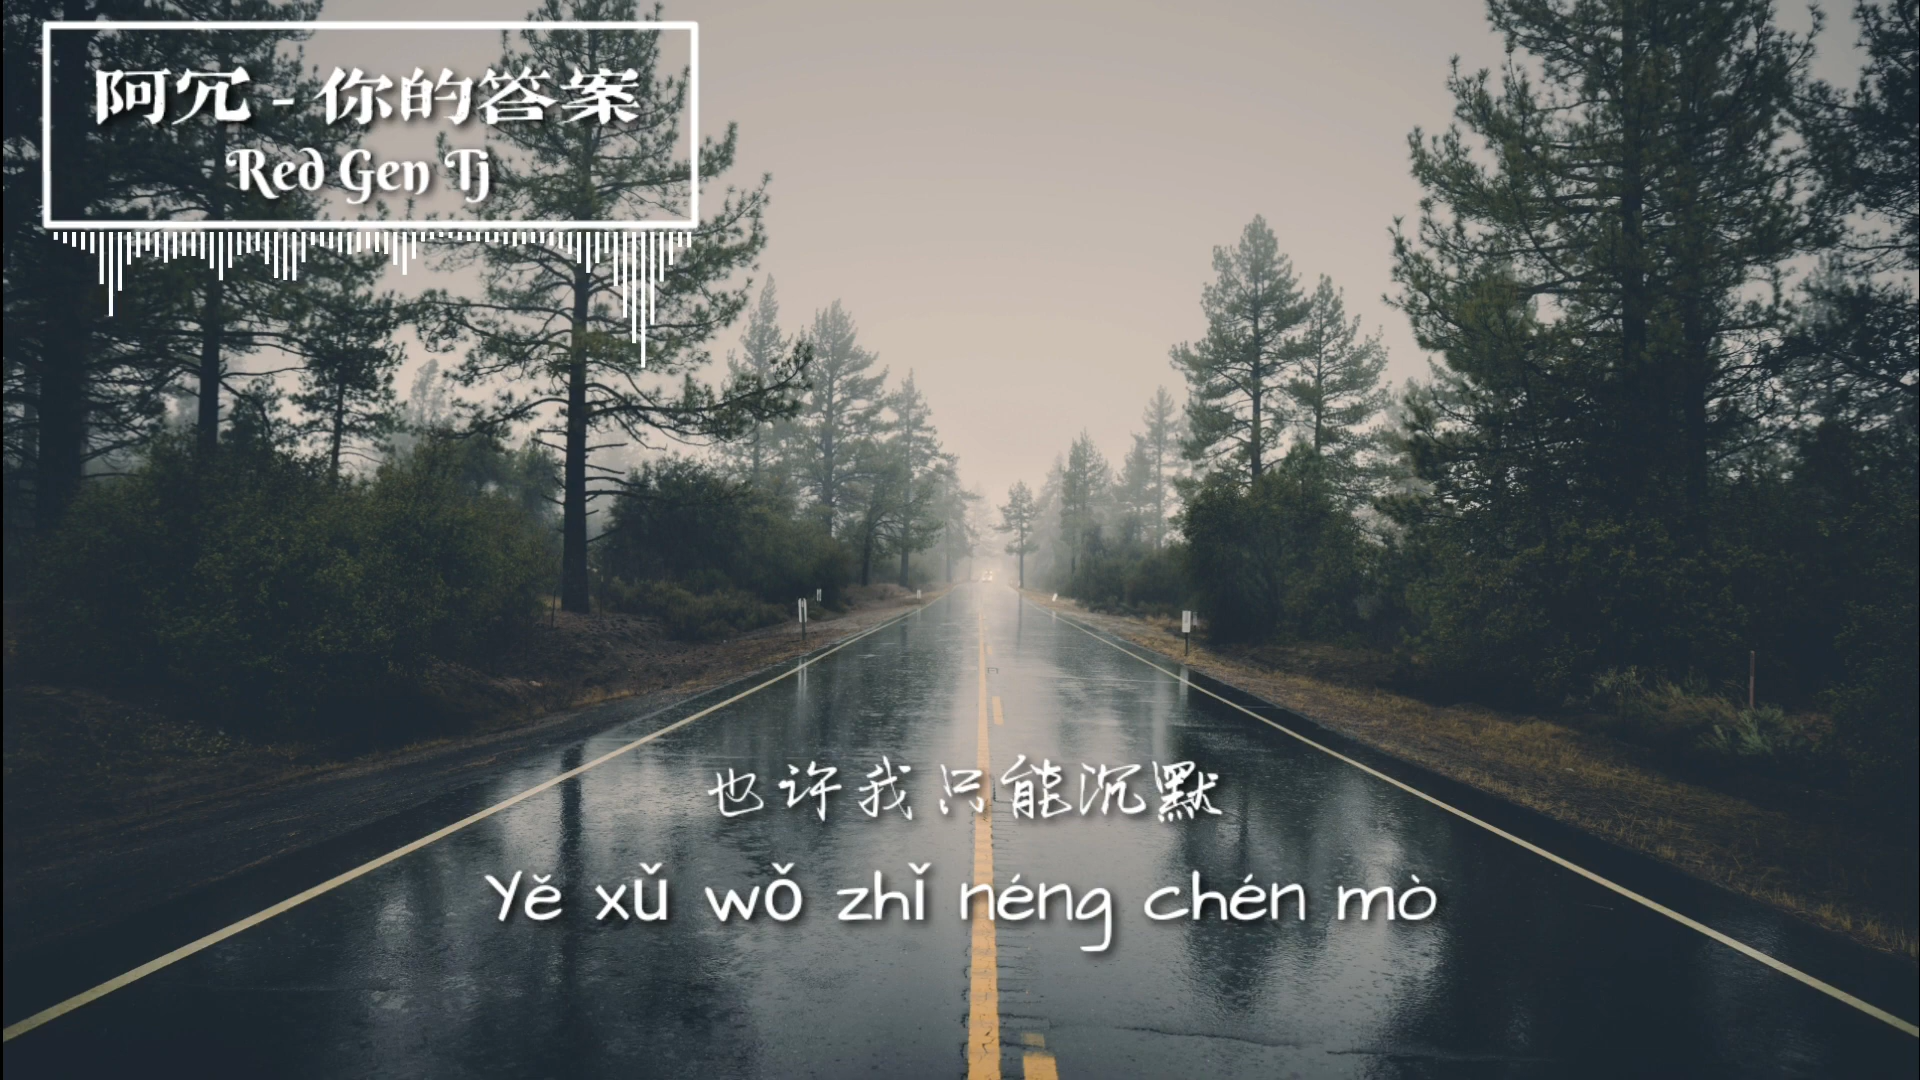 阿冗 - 你的答案
Red Gen Tj
也许我只能沉默
Yě xǔ wǒ zhǐ néng chén mò